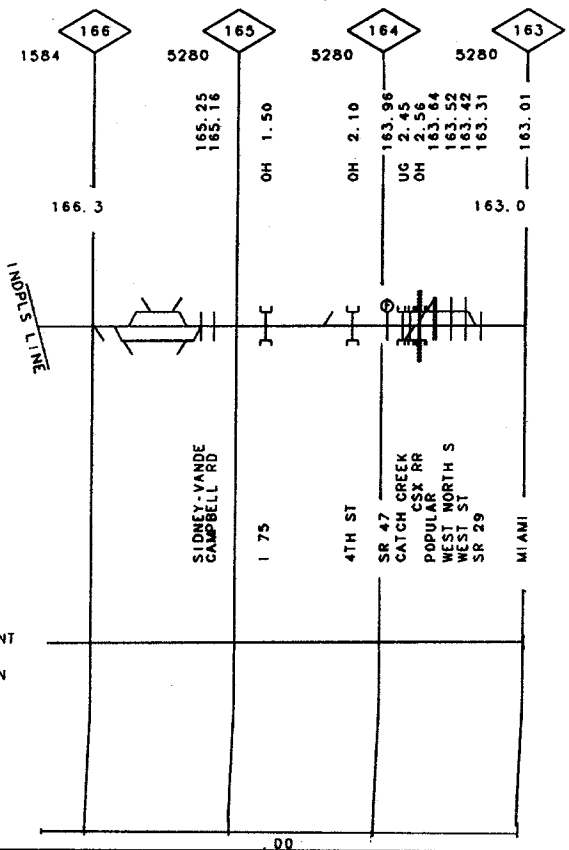 166
165
164
163
1584
5280
5280
5280
165.25
165.16
OH 1.50
OH 2.10
163.96
UG 2.45
OH 2.56
163.64
163.52
163.42
163.31
163.01
166.3
163.0
INDPLS LINE
SIDNEY-VANDE
CAMPBELL RD
I 75
4TH ST
SR 47
CATCH CREEK
CSX RR
POPULAR
WEST NORTH S
WEST ST
SR 29
MIAMI
NT
N
.00